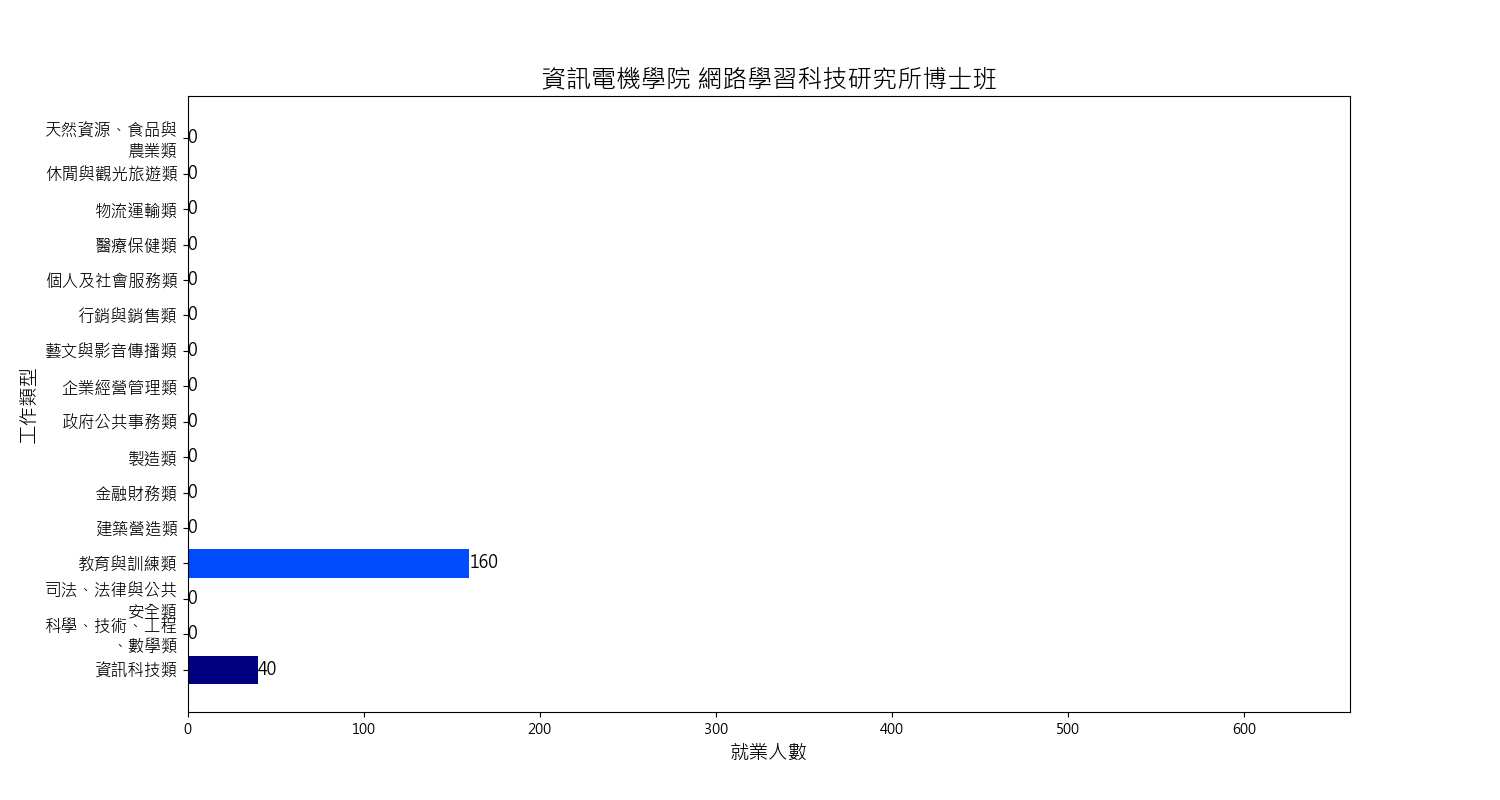 資訊電機學院 網路學習科技研究所博士班
天然資源、食品與
農業類
0
休閒與觀光旅遊類
0
物流運輸類
0
醫療保健類
0
個人及社會服務類
0
行銷與銷售類
0
藝文與影音傳播類
0
企業經營管理類
0
政府公共事務類
0
製造類
0
金融財務類
0
建築營造類
0
教育與訓練類
160
司法、法律與公共
安全類
0
科學、技術、工程
、數學類
0
資訊科技類
40
工作類型
0 100 200 300 400 500 600
就業人數